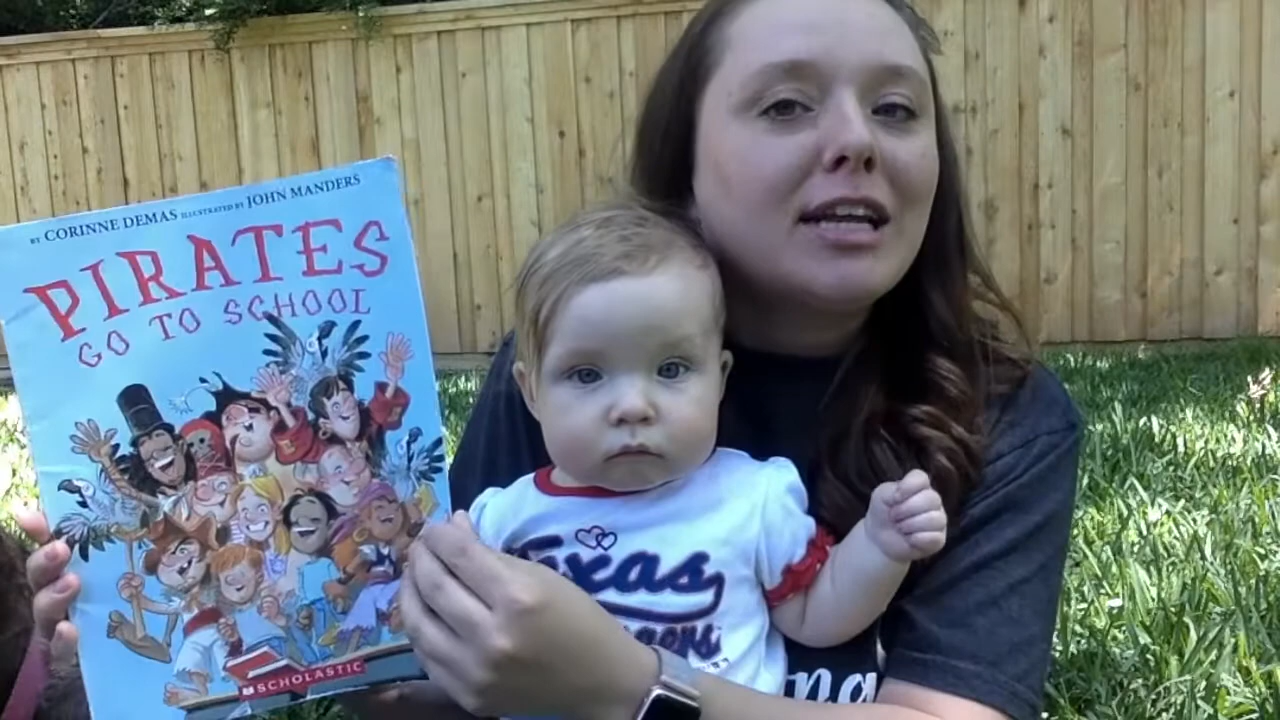 BY CORINNE DEMAS ILLUSTRATED BY JOHN MANDERS
PIRATES
GO TO SCHOOL
SCHOLASTIC
Texas